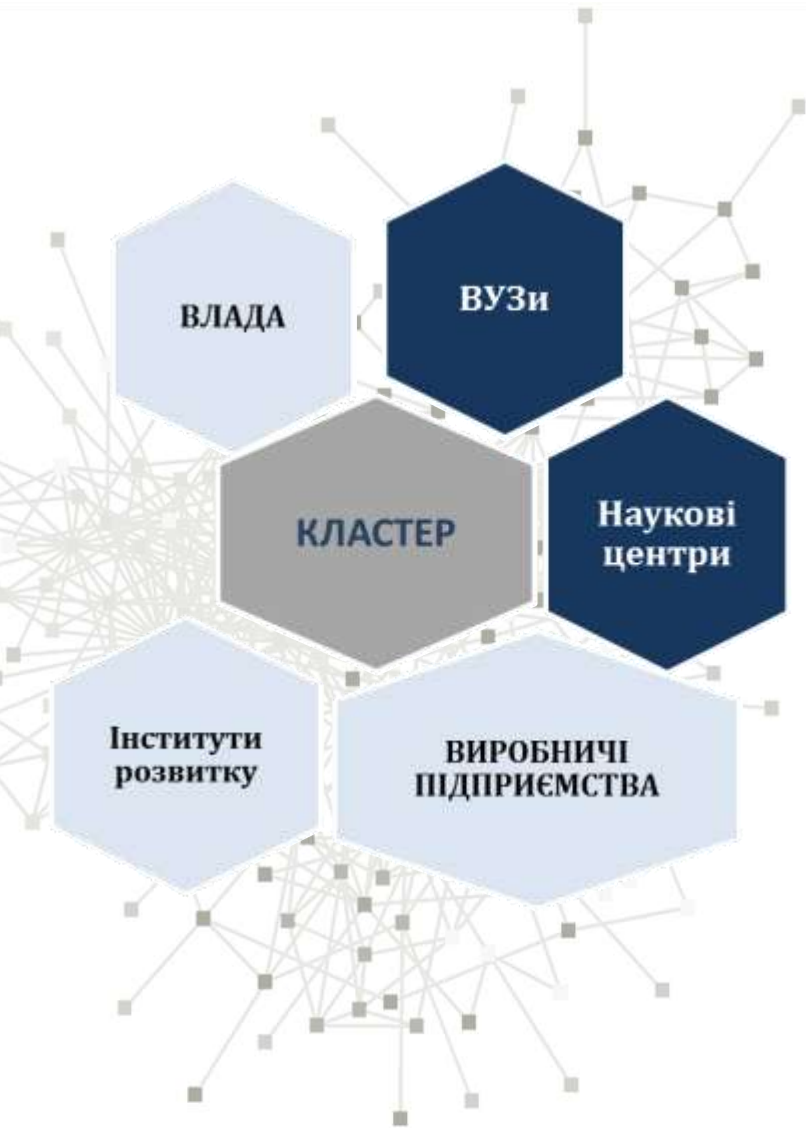 ВЛАДА
ВУЗи
КЛАСТЕР
Наукові
центри
Інститути
розвитку
ВИРОБНИЧІ
ПІДПРИЄМСТВА